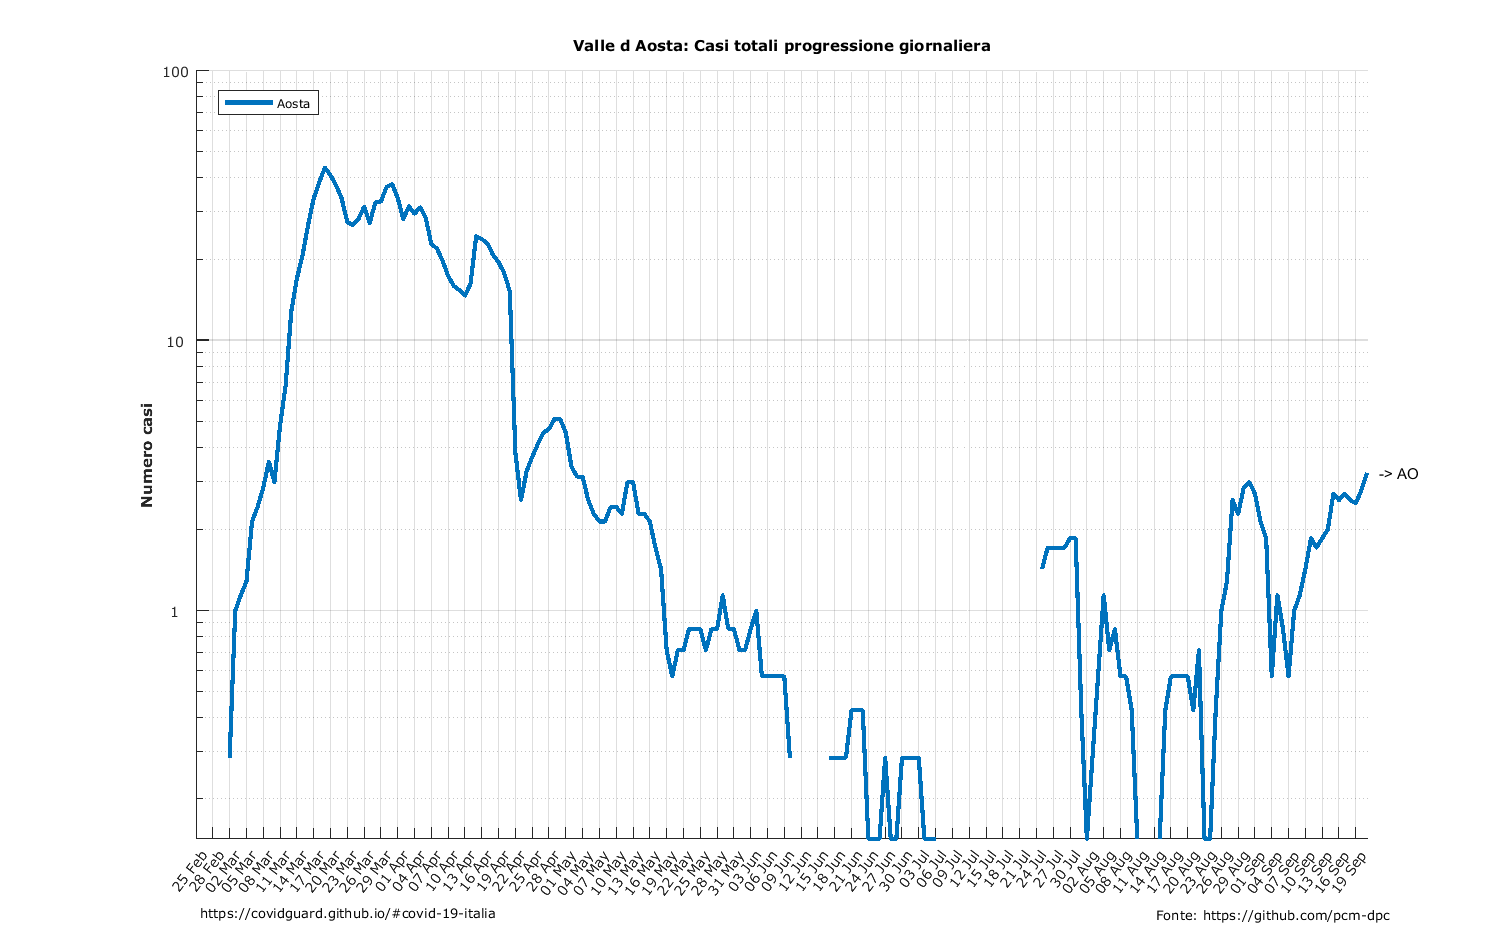 Valle d Aosta: Casi totali progressione giornaliera
Aosta
100
10
1
Numero casi
-> AO
25 Feb
28 Feb
02 Mar
05 Mar
08 Mar
11 Mar
14 Mar
17 Mar
20 Mar
23 Mar
26 Mar
29 Mar
01 Apr
04 Apr
07 Apr
10 Apr
13 Apr
16 Apr
19 Apr
22 Apr
25 Apr
28 Apr
01 May
04 May
07 May
10 May
13 May
16 May
19 May
22 May
25 May
28 May
31 May
03 Jun
06 Jun
09 Jun
12 Jun
15 Jun
18 Jun
21 Jun
24 Jun
27 Jun
30 Jun
03 Jul
06 Jul
09 Jul
12 Jul
15 Jul
18 Jul
21 Jul
24 Jul
27 Jul
30 Jul
02 Aug
05 Aug
08 Aug
11 Aug
14 Aug
17 Aug
20 Aug
23 Aug
26 Aug
29 Aug
01 Sep
04 Sep
07 Sep
10 Sep
13 Sep
16 Sep
19 Sep
https://covidguard.github.io/#covid-19-italia
Fonte: https://github.com/pcm-dpc